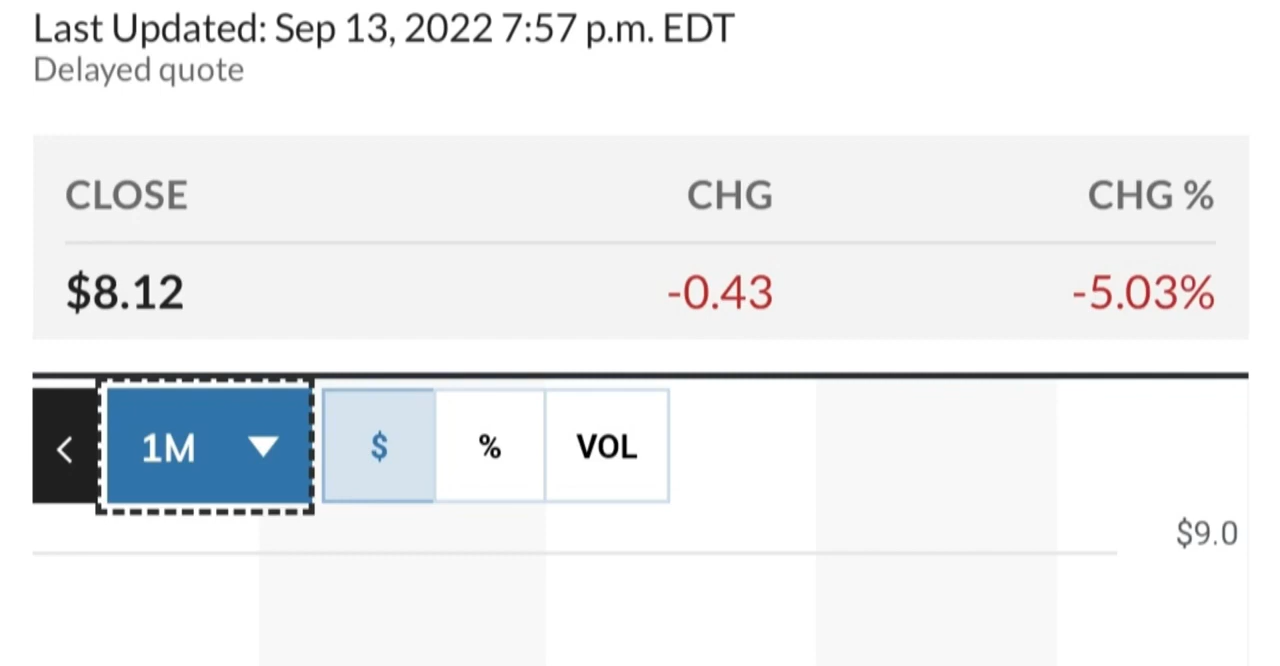 Last Updated: Sep 13, 2022 7:57 p.m. EDT
Delayed quote
CLOSE CHG CHG %
$8.12 -0.43 -5.03%
1M $ % VOL
$9.0